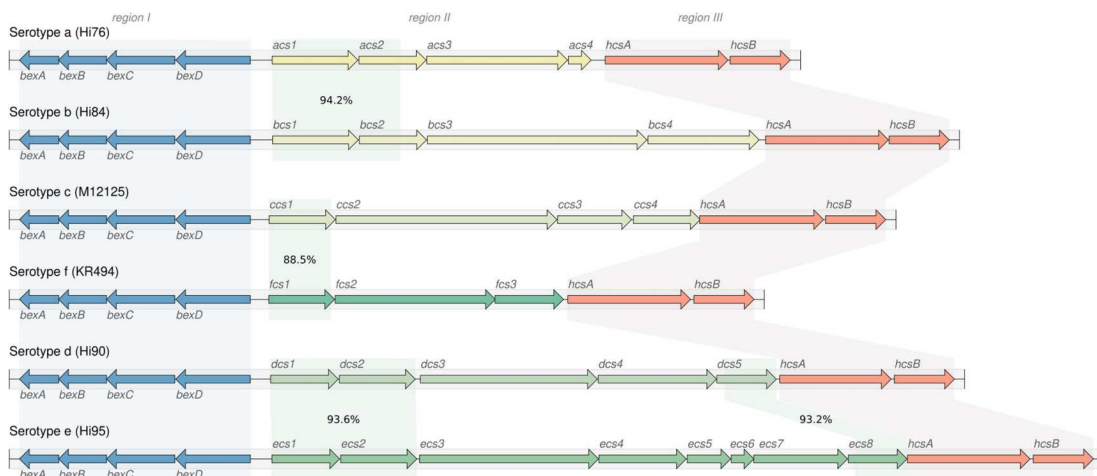 region I region II region III
Serotype a (Hi76)
acs1 acs2 acs3 acs4 hcsA hcsB
bexA bexB bexC bexD
94.2%
Serotype b (Hi84)
bcs1 bcs2 bcs3 bcs4 hcsA hcsB
bexA bexB bexC bexD
Serotype c (M12125)
ccs1 ccs2 ccs3 ccs4 hcsA hcsB
bexA bexB bexC bexD
88.5%
Serotype f (KR494)
fcs1 fcs2 fcs3 hcsA hcsB
bexA bexB bexC bexD
Serotype d (Hi90)
dcs1 dcs2 dcs3 dcs4 dcs5 hcsA hcsB
bexA bexB bexC bexD
93.6% 93.2%
Serotype e (Hi95)
ecs1 ecs2 ecs3 ecs4 ecs5 ecs6 ecs7 ecs8 hcsA hcsB
bexA bexB bexC bexD